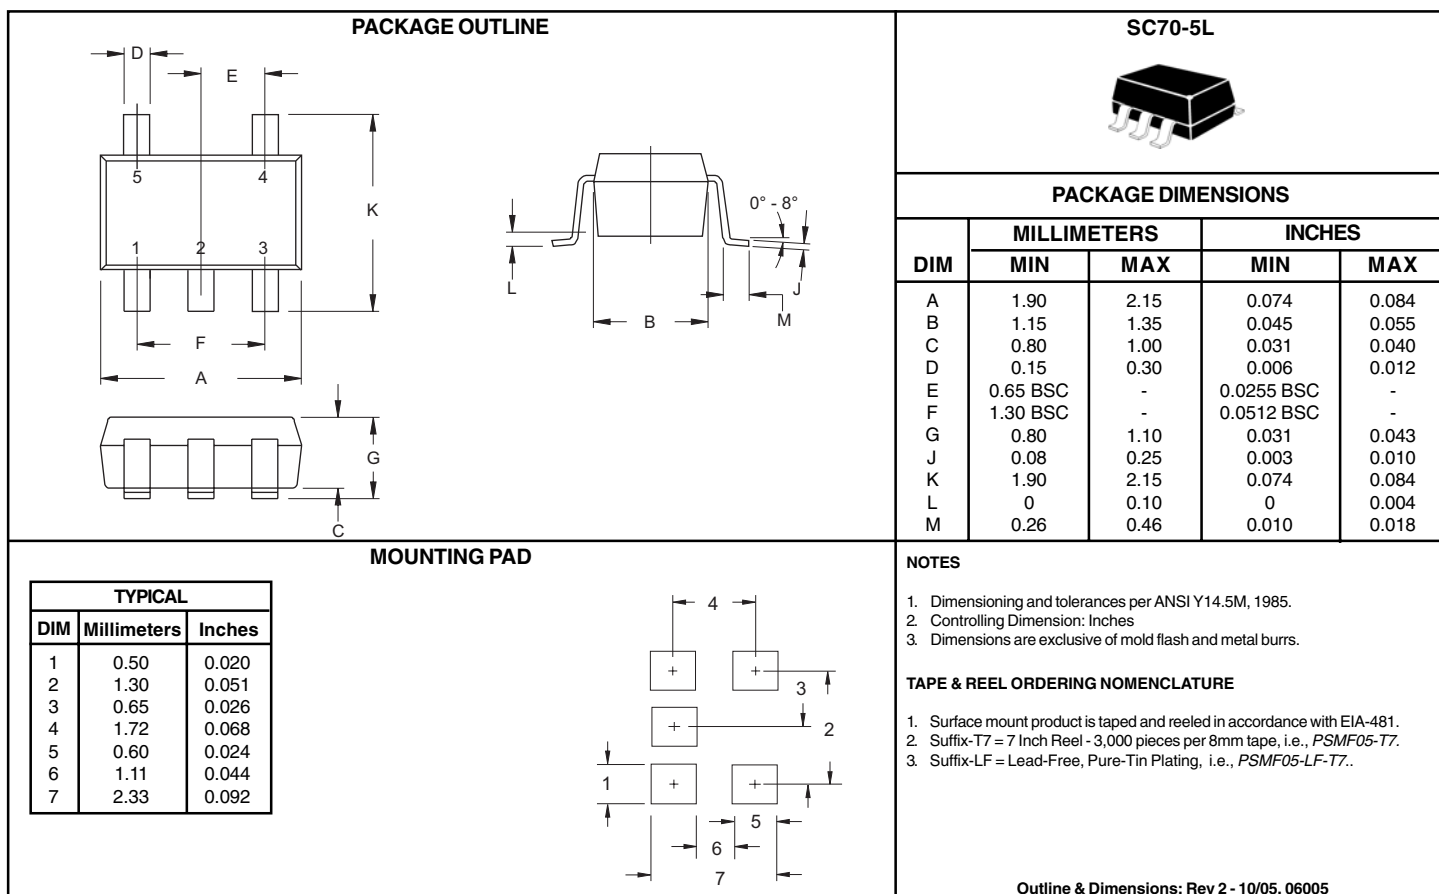 PACKAGE OUTLINE
D
E
5
4
K
1
2
3
F
A
G
C
0° - 8°
L
B
J
M
SC70-5L
PACKAGE DIMENSIONS
MILLIMETERS INCHES
DIM MIN MAX MIN MAX
A 1.90 2.15 0.074 0.084
B 1.15 1.35 0.045 0.055
C 0.80 1.00 0.031 0.040
D 0.15 0.30 0.006 0.012
E 0.65 BSC - 0.0255 BSC -
F 1.30 BSC - 0.0512 BSC -
G 0.80 1.10 0.031 0.043
J 0.08 0.25 0.003 0.010
K 1.90 2.15 0.074 0.084
L 0 0.10 0 0.004
M 0.26 0.46 0.010 0.018
MOUNTING PAD
TYPICAL
DIM Millimeters Inches
1 0.50 0.020
2 1.30 0.051
3 0.65 0.026
4 1.72 0.068
5 0.60 0.024
6 1.11 0.044
7 2.33 0.092
4
3
2
1
5
6
7
NOTES
1. Dimensioning and tolerances per ANSI Y14.5M, 1985.
2. Controlling Dimension: Inches
3. Dimensions are exclusive of mold flash and metal burrs.
TAPE & REEL ORDERING NOMENCLATURE
1. Surface mount product is taped and reeled in accordance with EIA-481.
2. Suffix-T7 = 7 Inch Reel - 3,000 pieces per 8mm tape, i.e., PSMF05-T7.
3. Suffix-LF = Lead-Free, Pure-Tin Plating, i.e., PSMF05-LF-T7..
Outline & Dimensions: Rev 2 - 10/05, 06005